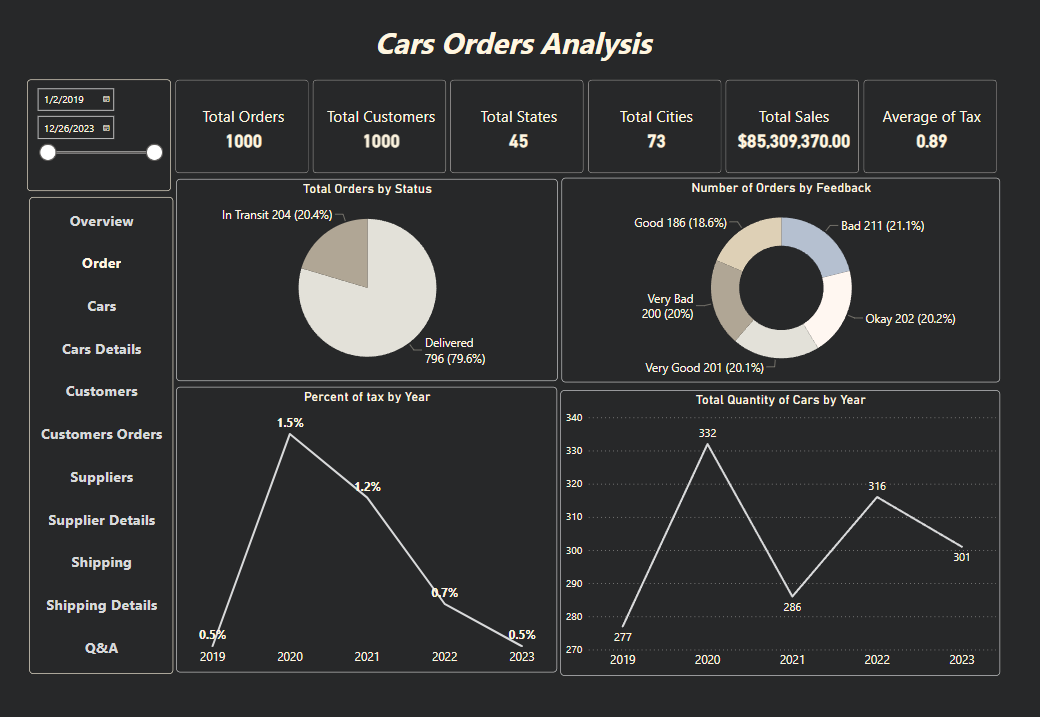 Cars Orders Analysis
1/2/2019
12/26/2023
Total Orders
1000
Total Customers
1000
Total States
45
Total Cities
73
Total Sales
$85,309,370.00
Average of Tax
0.89
Overview
Order
Cars
Cars Details
Customers
Customers Orders
Suppliers
Supplier Details
Shipping
Shipping Details
Q&A
Total Orders by Status
In Transit 204 (20.4%)
Delivered
796 (79.6%)
Number of Orders by Feedback
Good 186 (18.6%)
Bad 211 (21.1%)
Very Bad
200 (20%)
Okay 202 (20.2%)
Very Good 201 (20.1%)
Percent of tax by Year
1.5%
1.2%
0.7%
0.5%
0.5%
2019 2020 2021 2022 2023
Total Quantity of Cars by Year
340
330
320
310
300
290
280
270
332
316
301
286
277
2019 2020 2021 2022 2023